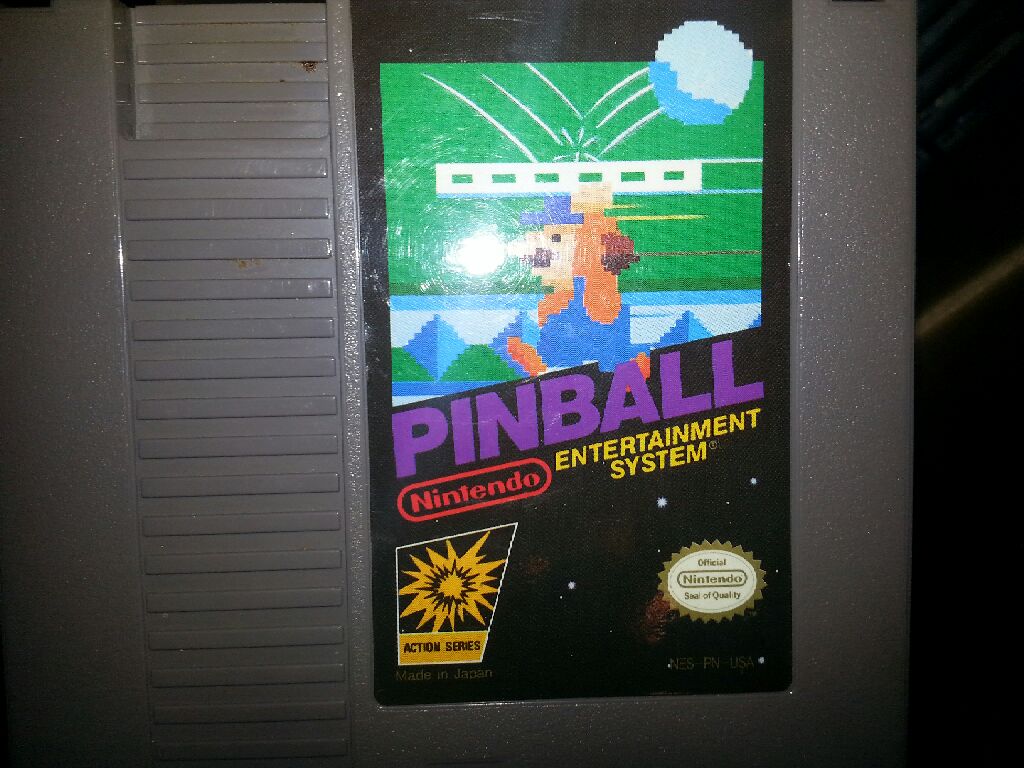 PINBALL
Nintendo
ENTERTAINMENT
SYSTEM®
ACTION SERIES
Made in Japan
Official
Nintendo
Seal of Quality
NES-PN-USA